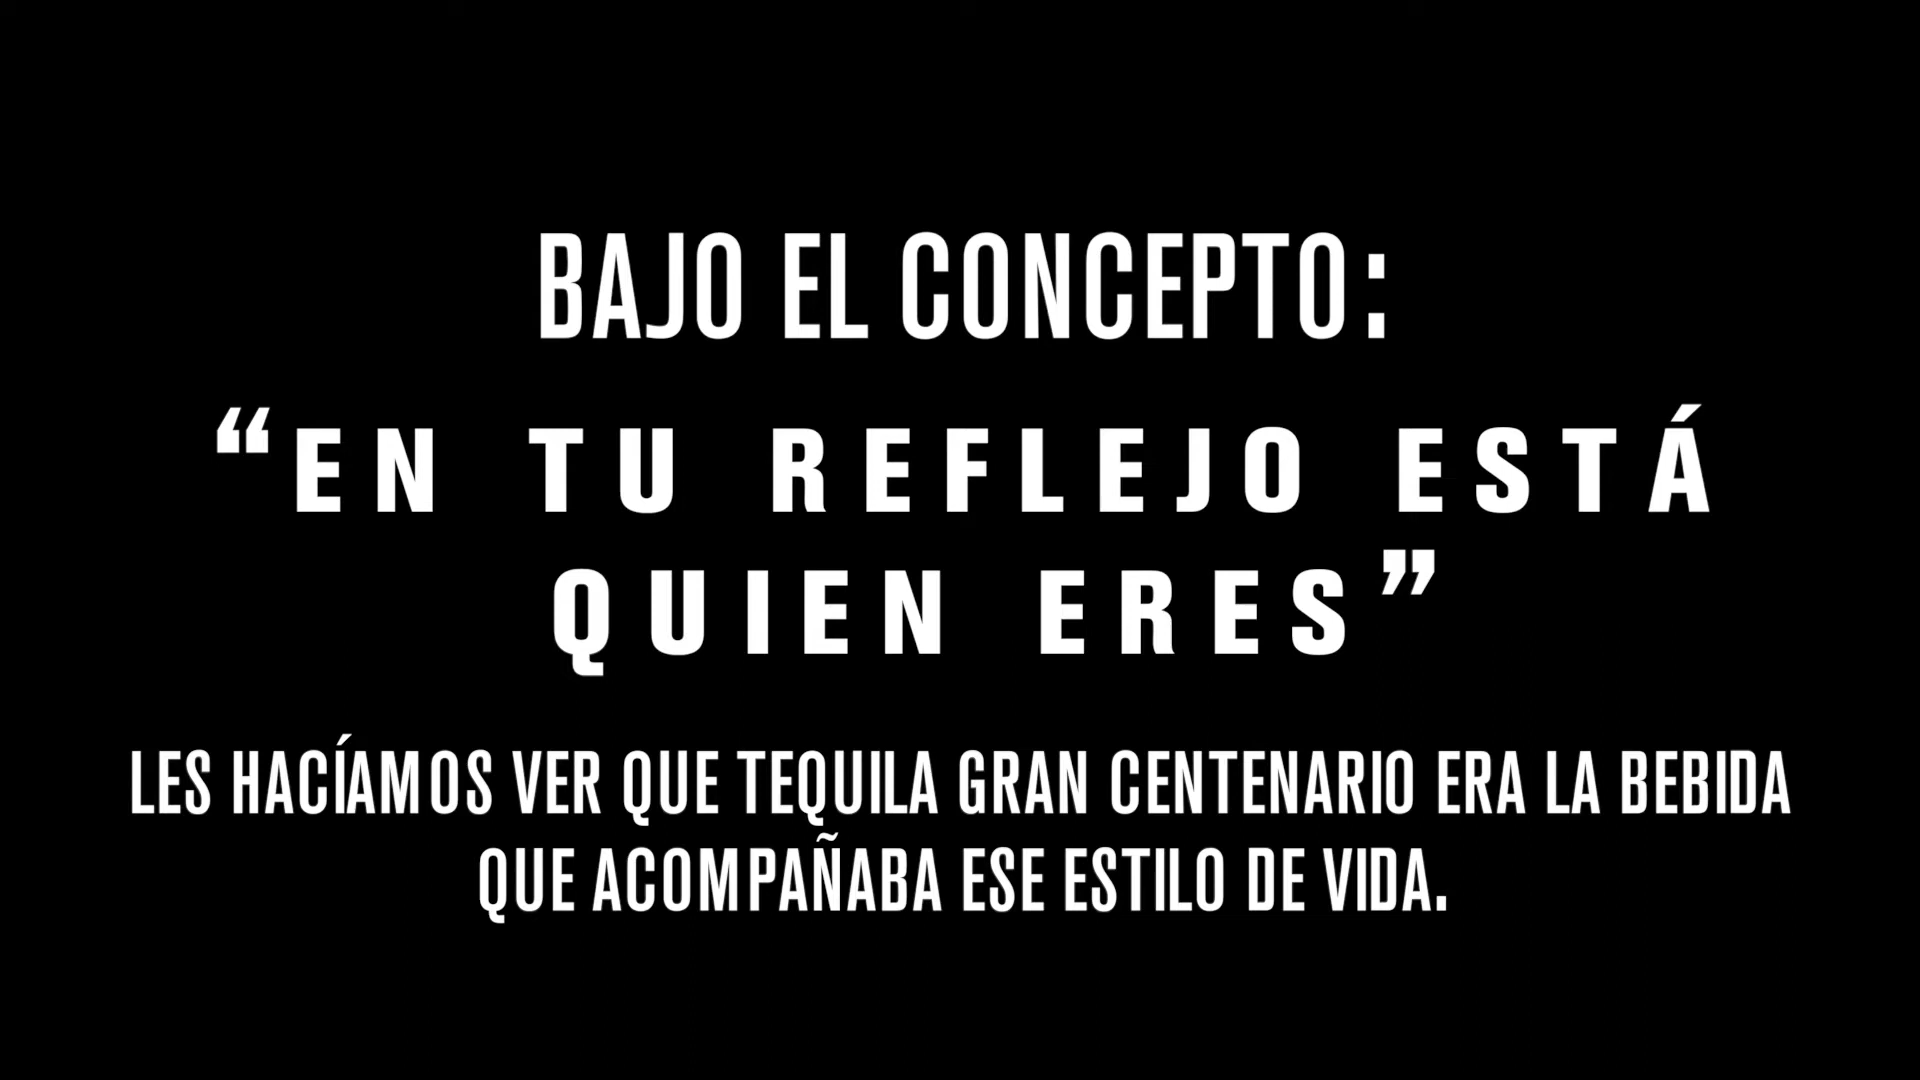 BAJO EL CONCEPTO:
“EN TU REFLEJO ESTÁ
QUIEN ERES”
LES HACÍAMOS VER QUE TEQUILA GRAN CENTENARIO ERA LA BEBIDA
QUE ACOMPAÑABA ESE ESTILO DE VIDA.